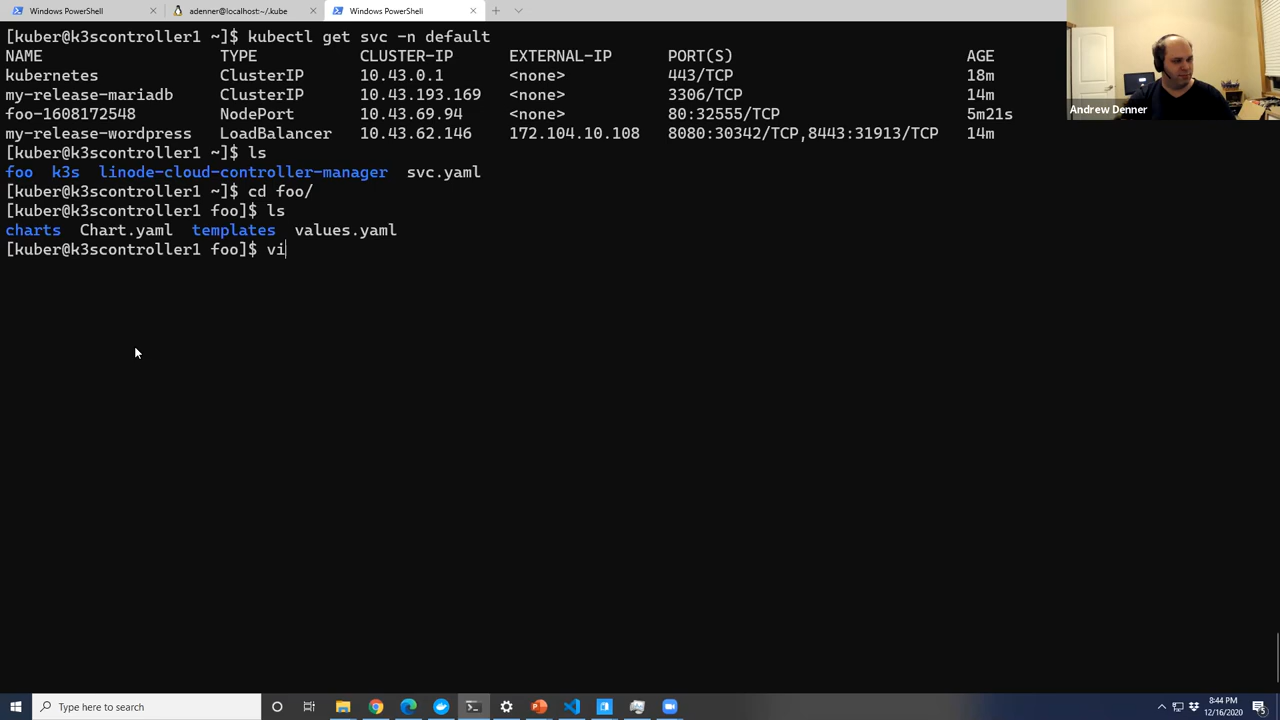 Windows PowerShell
adenner@localhost:~/.kube
Windows PowerShell
[kuber@k3scontroller1 ~]$ kubectl get svc -n default
NAME TYPE CLUSTER-IP EXTERNAL-IP PORT(S) AGE
kubernetes ClusterIP 10.43.0.1 <none> 443/TCP 18m
my-release-mariadb ClusterIP 10.43.193.169 <none> 3306/TCP 14m
foo-1608172548 NodePort 10.43.69.94 <none> 80:32555/TCP 5m21s
my-release-wordpress LoadBalancer 10.43.62.146 172.104.10.108 8080:30342/TCP,8443:31913/TCP 14m
[kuber@k3scontroller1 ~]$ ls
foo k3s linode-cloud-controller-manager svc.yaml
[kuber@k3scontroller1 ~]$ cd foo/
[kuber@k3scontroller1 foo]$ ls
charts Chart.yaml templates values.yaml
[kuber@k3scontroller1 foo]$ vi
Andrew Denner
Type here to search
8:44 PM
12/16/2020